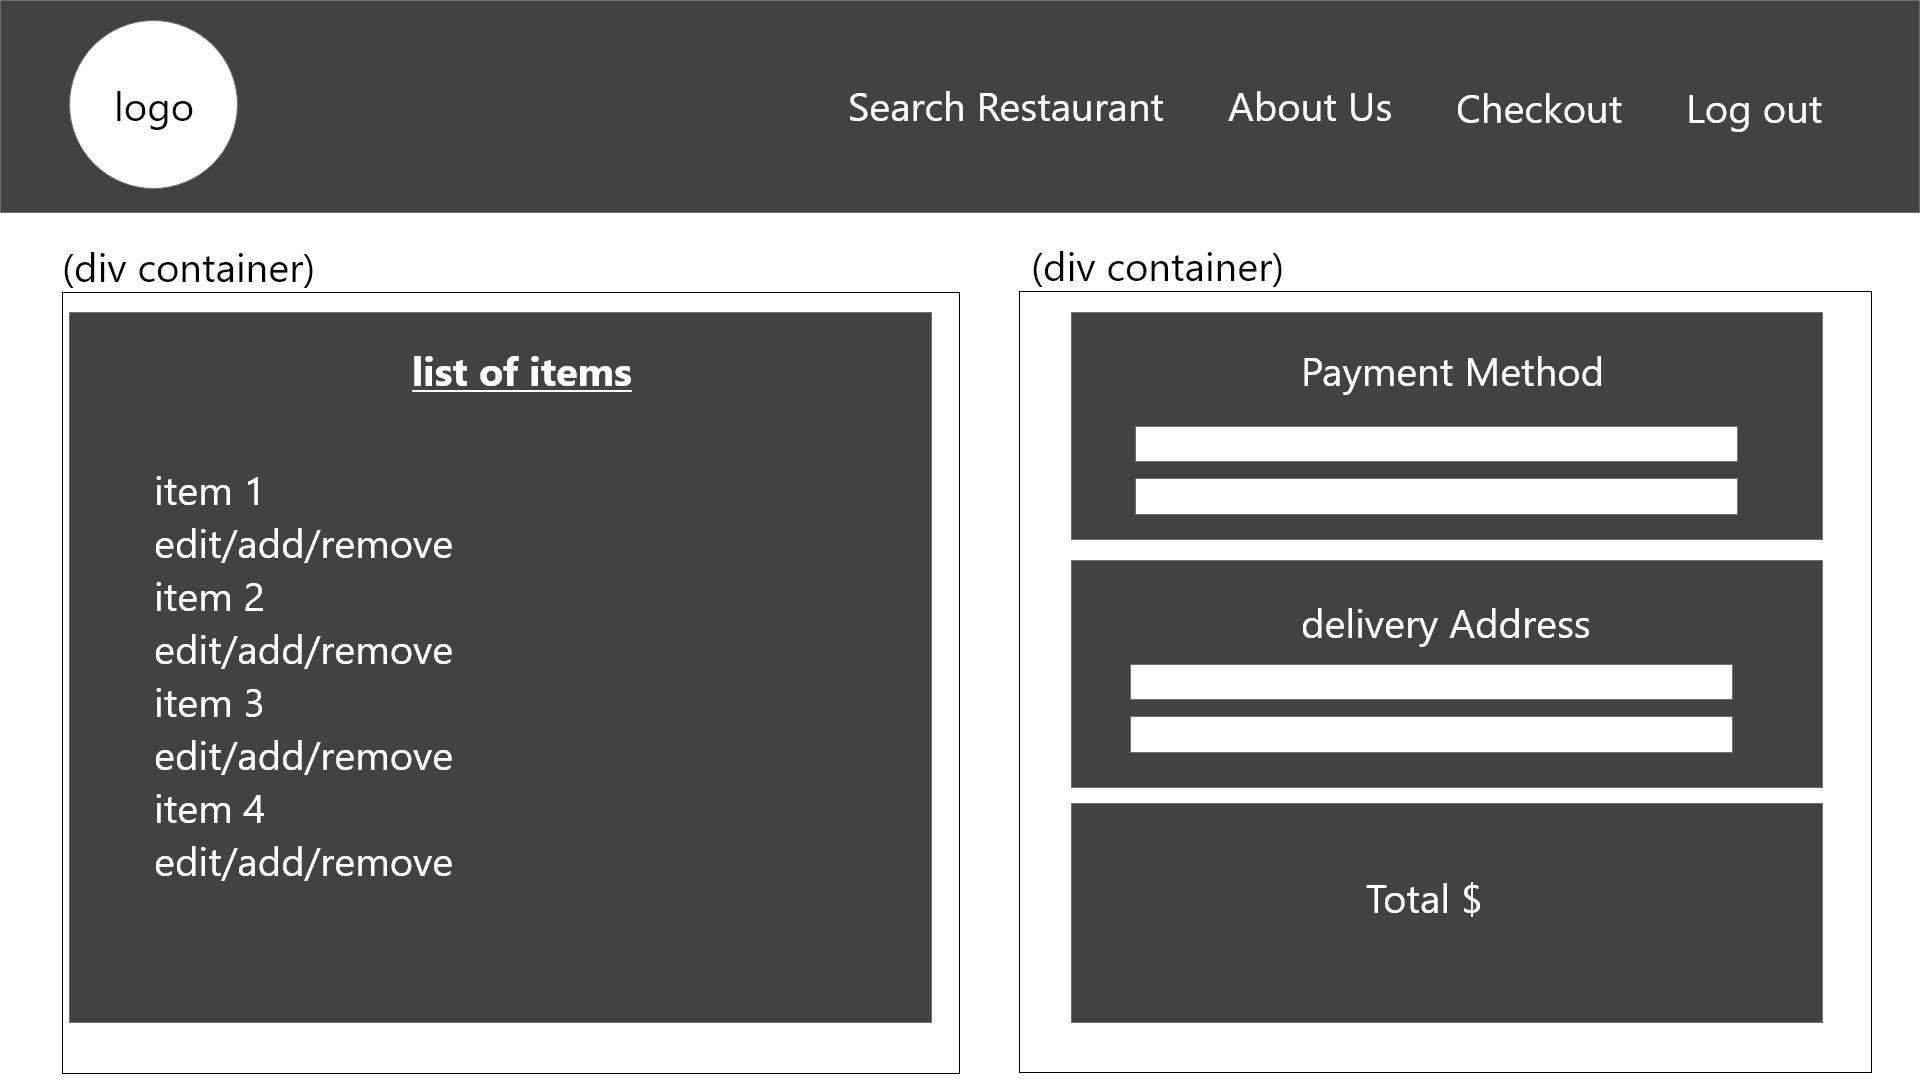 logo
Search Restaurant
About Us
Checkout
Log out
(div container)
list of items
item 1
edit/add/remove
item 2
edit/add/remove
item 3
edit/add/remove
item 4
edit/add/remove
(div container)
Payment Method
delivery Address
Total $